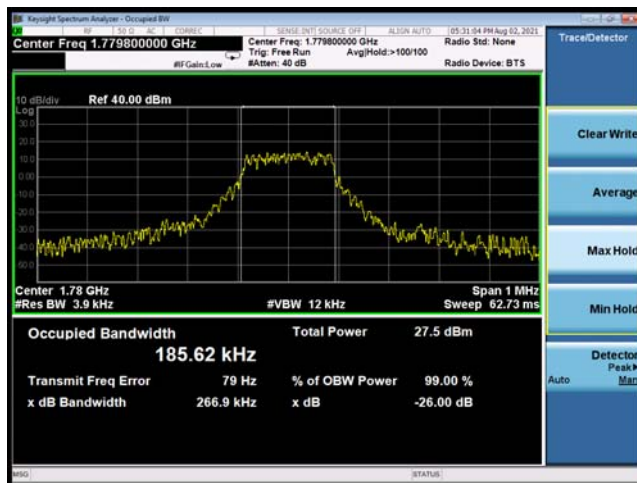 Keysight Spectrum Analyzer - Occupied BW
RF 50 Ω AC CORREC SENSE:INT SOURCE OFF ALIGN AUTO 05:31:04 PM Aug 02, 2021
Center Freq 1.779800000 GHz
Center Freq: 1.779800000 GHz
Radio Std: None
Trig: Free Run Avg|Hold:>100/100
#IFGain:Low
#Atten: 40 dB
Radio Device: BTS
Trace/Detector
10 dB/div Ref 40.00 dBm
Log
30.0
20.0
10.0
0.00
-10.0
-20.0
-30.0
-40.0
-50.0
Center 1.78 GHz
Span 1 MHz
#Res BW 3.9 kHz
#VBW 12 kHz
Sweep 62.73 ms
Occupied Bandwidth
185.62 kHz
Total Power 27.5 dBm
Transmit Freq Error 79 Hz
% of OBW Power 99.00 %
x dB Bandwidth 266.9 kHz
x dB -26.00 dB
Clear Write
Average
Max Hold
Min Hold
Detector
Peak▶
Auto Man
MSG
STATUS